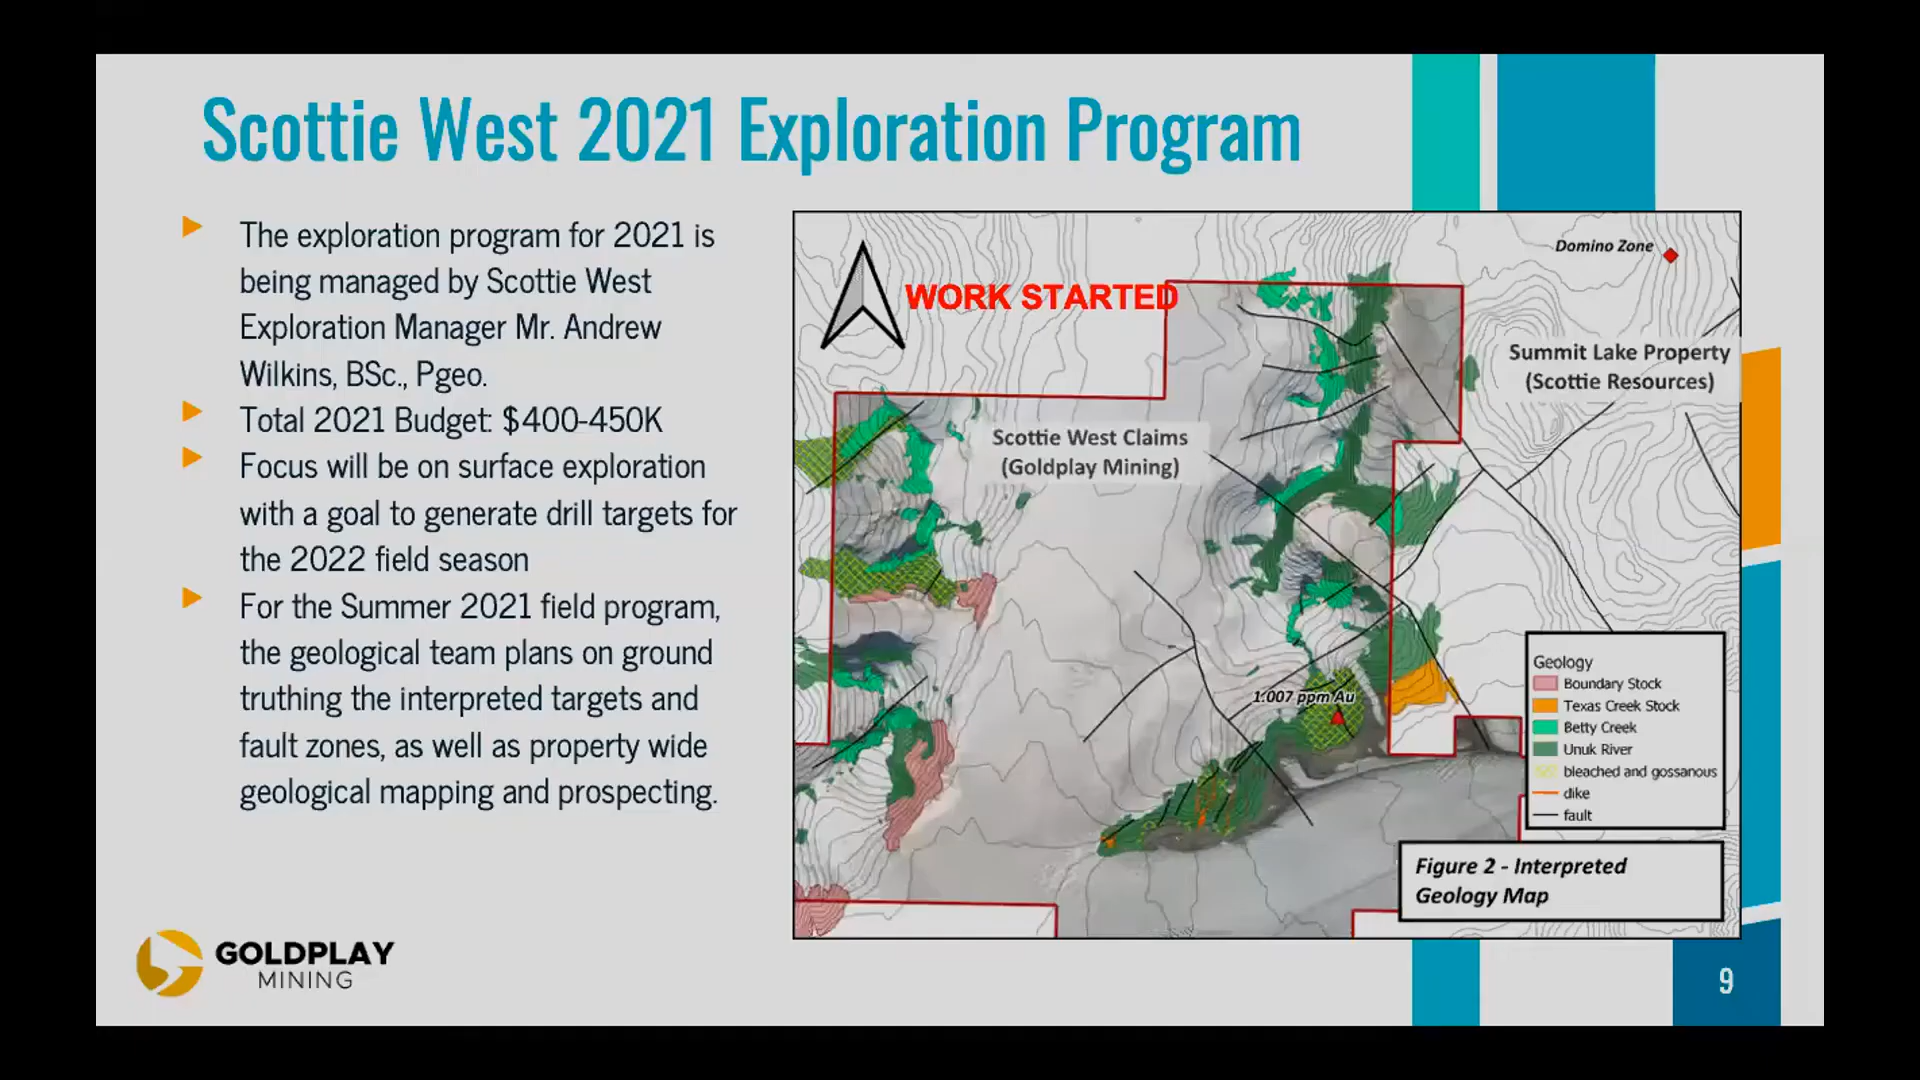 Scottie West 2021 Exploration Program
The exploration program for 2021 is
being managed by Scottie West
Exploration Manager Mr. Andrew
Wilkins, BSc., Pgeo.
Total 2021 Budget: $400-450K
Focus will be on surface exploration
with a goal to generate drill targets for
the 2022 field season
For the Summer 2021 field program,
the geological team plans on ground
truthing the interpreted targets and
fault zones, as well as property wide
geological mapping and prospecting.
Domino Zone
WORK STARTED
Summit Lake Property
(Scottie Resources)
Scottie West Claims
(Goldplay Mining)
1.007 ppm Au
Geology
Boundary Stock
Texas Creek Stock
Betty Creek
Unuk River
bleached and gossanous
dike
fault
Figure 2 - Interpreted
Geology Map
GOLDPLAY
MINING
9